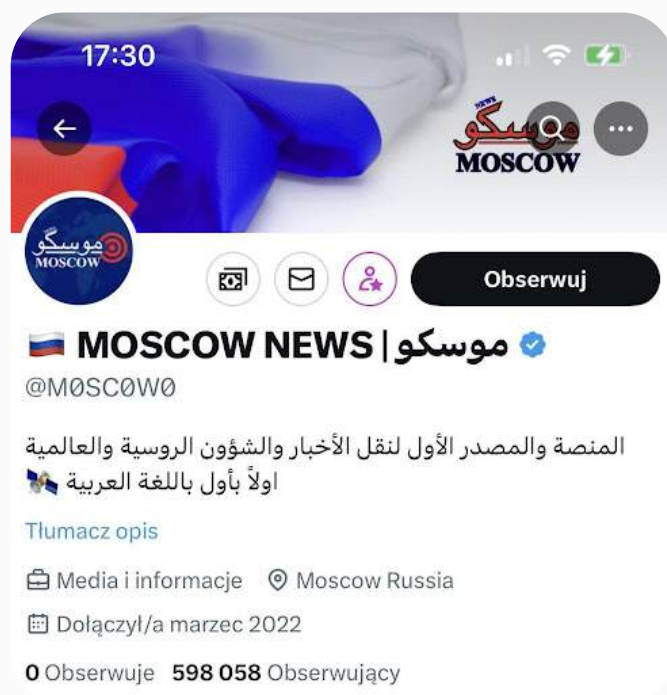 17:30
NEWS
موسكو
MOSCOW
موسكو
MOSCOW
Obserwuj
MOSCOW NEWS | موسكو
@M0SC0W0
المنصة والمصدر الأول لنقل الأخبار والشؤون الروسية والعالمية
اولاً بأول باللغة العربية
Tłumacz opis
Media i informacje Moscow Russia
Dołączył/a marzec 2022
0 Obserwuje 598 058 Obserwujący